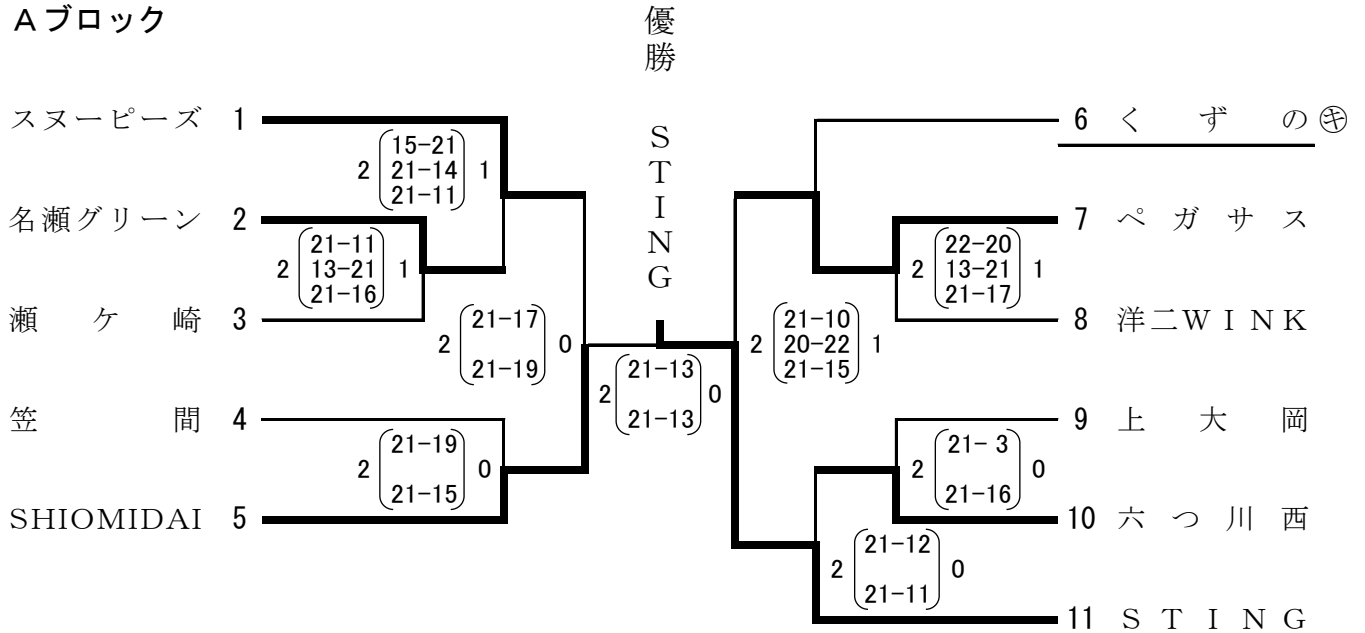 Aブロック
優勝 STING
スヌーピーズ 1
15-21
2 21-14 1
21-11
名瀬グリーン 2
21-11
2 13-21 1
21-16
瀬ケ崎 3
21-17
2 0
21-19
笠間 4
21-19
2 0
21-15
SHIOMIDAI 5
21-13
2 0
21-13
6 くずの㋖
7 ペガサス
22-20
2 13-21 1
21-17
8 洋二WINK
21-10
2 20-22 1
21-15
9 上大岡
21- 3
2 0
21-16
10 六つ川西
21-12
2 0
21-11
11 STING